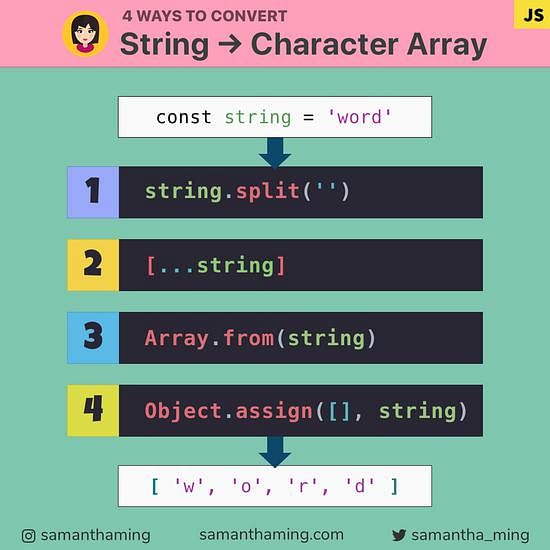 4 WAYS TO CONVERT
String → Character Array
JS
const string = 'word'
1 string.split('')
2 [...string]
3 Array.from(string)
4 Object.assign([], string)
[ 'w', 'o', 'r', 'd' ]
samanthaming samanthaming.com samantha_ming